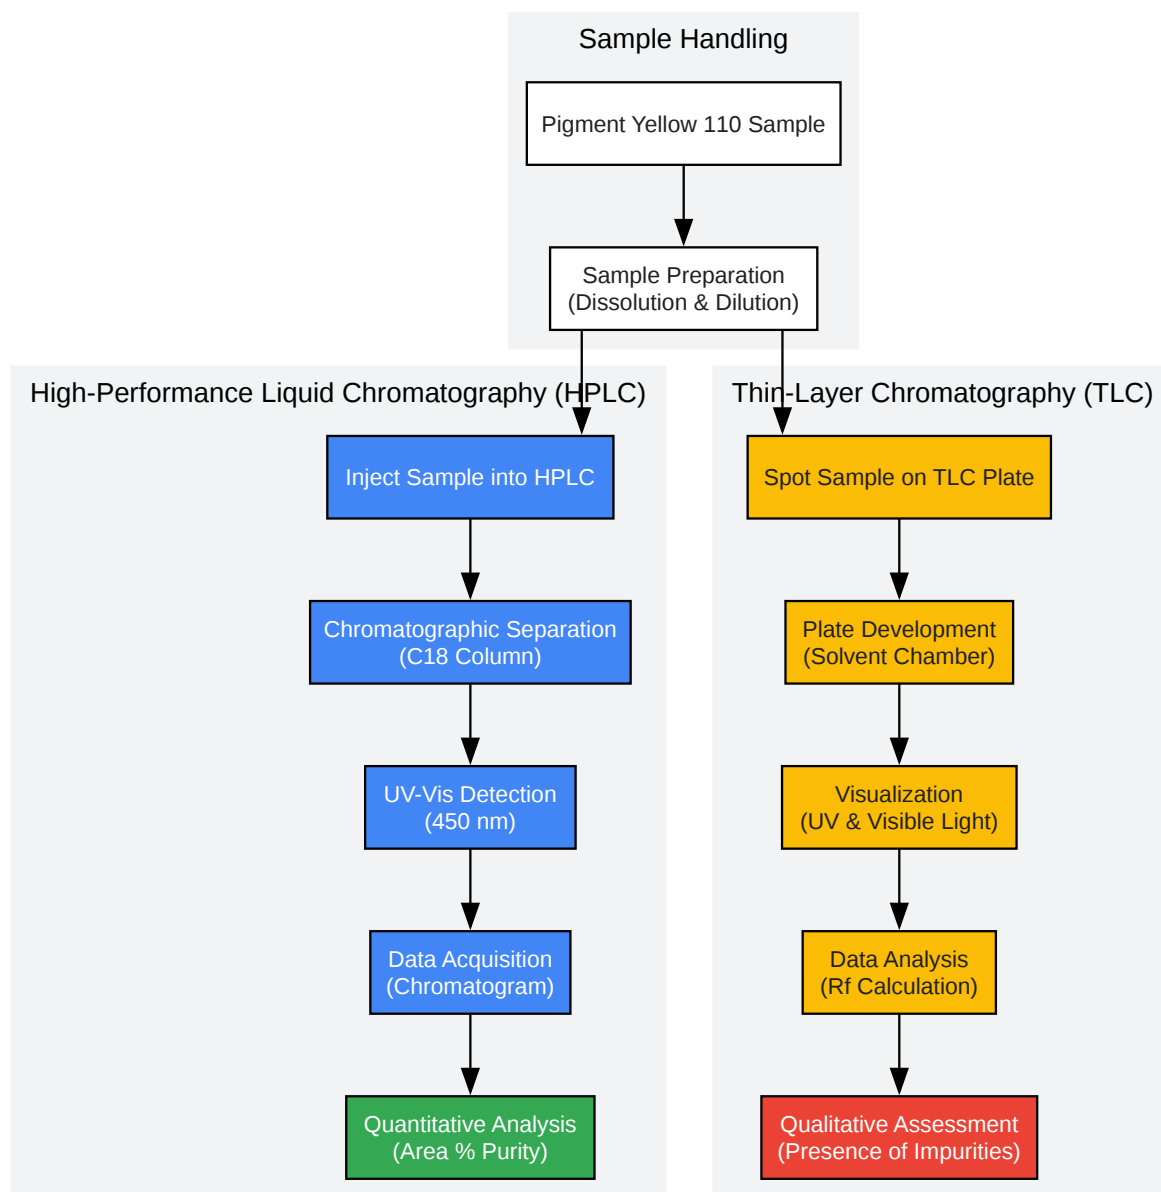 Sample Handling
Pigment Yellow 110 Sample
Sample Preparation
(Dissolution & Dilution)
High-Performance Liquid Chromatography (HPLC)
Inject Sample into HPLC
Chromatographic Separation
(C18 Column)
UV-Vis Detection
(450 nm)
Data Acquisition
(Chromatogram)
Quantitative Analysis
(Area % Purity)
Thin-Layer Chromatography (TLC)
Spot Sample on TLC Plate
Plate Development
(Solvent Chamber)
Visualization
(UV & Visible Light)
Data Analysis
(Rf Calculation)
Qualitative Assessment
(Presence of Impurities)